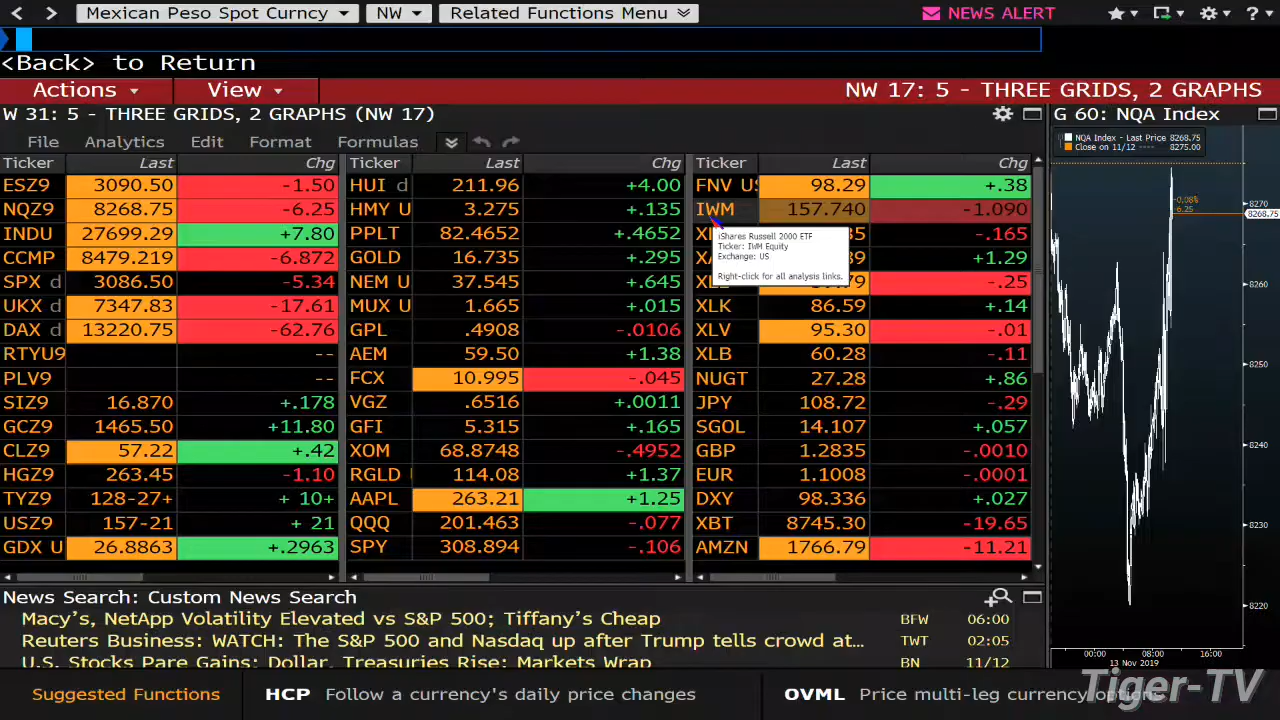 Mexican Peso Spot Curncy NW Related Functions Menu NEWS ALERT ?
<Back> to Return
Actions View NW 17: 5 - THREE GRIDS, 2 GRAPHS
W 31: 5 - THREE GRIDS, 2 GRAPHS (NW 17) G 60: NQA Index
File Analytics Edit Format Formulas
NQA Index - Last Price 8268.75
Close on 11/12 ---- 8275.00
Ticker Last Chg Ticker Last Chg Ticker Last Chg
ESZ9 3090.50 -1.50 HUI d 211.96 +4.00 FNV US 98.29 +.38
NQZ9 8268.75 -6.25 HMY U 3.275 +.135 IWM 157.740 -1.090
INDU 27699.29 +7.80 PPLT 82.4652 +.4652 -.165
CCMP 8479.219 -6.872 GOLD 16.735 +.295 +1.29
SPX d 3086.50 -5.34 NEM U 37.545 +.645 -.25
UKX d 7347.83 -17.61 MUX U 1.665 +.015 XLK 86.59 +.14
DAX d 13220.75 -62.76 GPL .4908 -.0106 XLV 95.30 -.01
RTYU9 -- AEM 59.50 +1.38 XLB 60.28 -.11
PLV9 -- FCX 10.995 -.045 NUGT 27.28 +.86
SIZ9 16.870 +.178 VGZ .6516 +.0011 JPY 108.72 -.29
GCZ9 1465.50 +11.80 GFI 5.315 +.165 SGOL 14.107 +.057
CLZ9 57.22 +.42 XOM 68.8748 -.4952 GBP 1.2835 -.0010
HGZ9 263.45 -1.10 RGLD 114.08 +1.37 EUR 1.1008 -.0001
TYZ9 128-27+ + 10+ AAPL 263.21 +1.25 DXY 98.336 +.027
USZ9 157-21 + 21 QQQ 201.463 -.077 XBT 8745.30 -19.65
GDX U 26.8863 +.2963 SPY 308.894 -.106 AMZN 1766.79 -11.21
iShares Russell 2000 ETF
Ticker: IWM Equity
Exchange: US
Right-click for all analysis links.
-0.08%
-6.25
8270
8268.75
8260
8250
8240
8230
8220
00:00 08:00 16:00
13 Nov 2019
News Search: Custom News Search
Macy's, NetApp Volatility Elevated vs S&P 500; Tiffany's Cheap BFW 06:00
Reuters Business: WATCH: The S&P 500 and Nasdaq up after Trump tells crowd at... TWT 02:05
U.S. Stocks Pare Gains; Dollar, Treasuries Rise: Markets Wrap BN 11/12
Suggested Functions HCP Follow a currency's daily price changes OVML Price multi-leg currency options
Tiger-TV